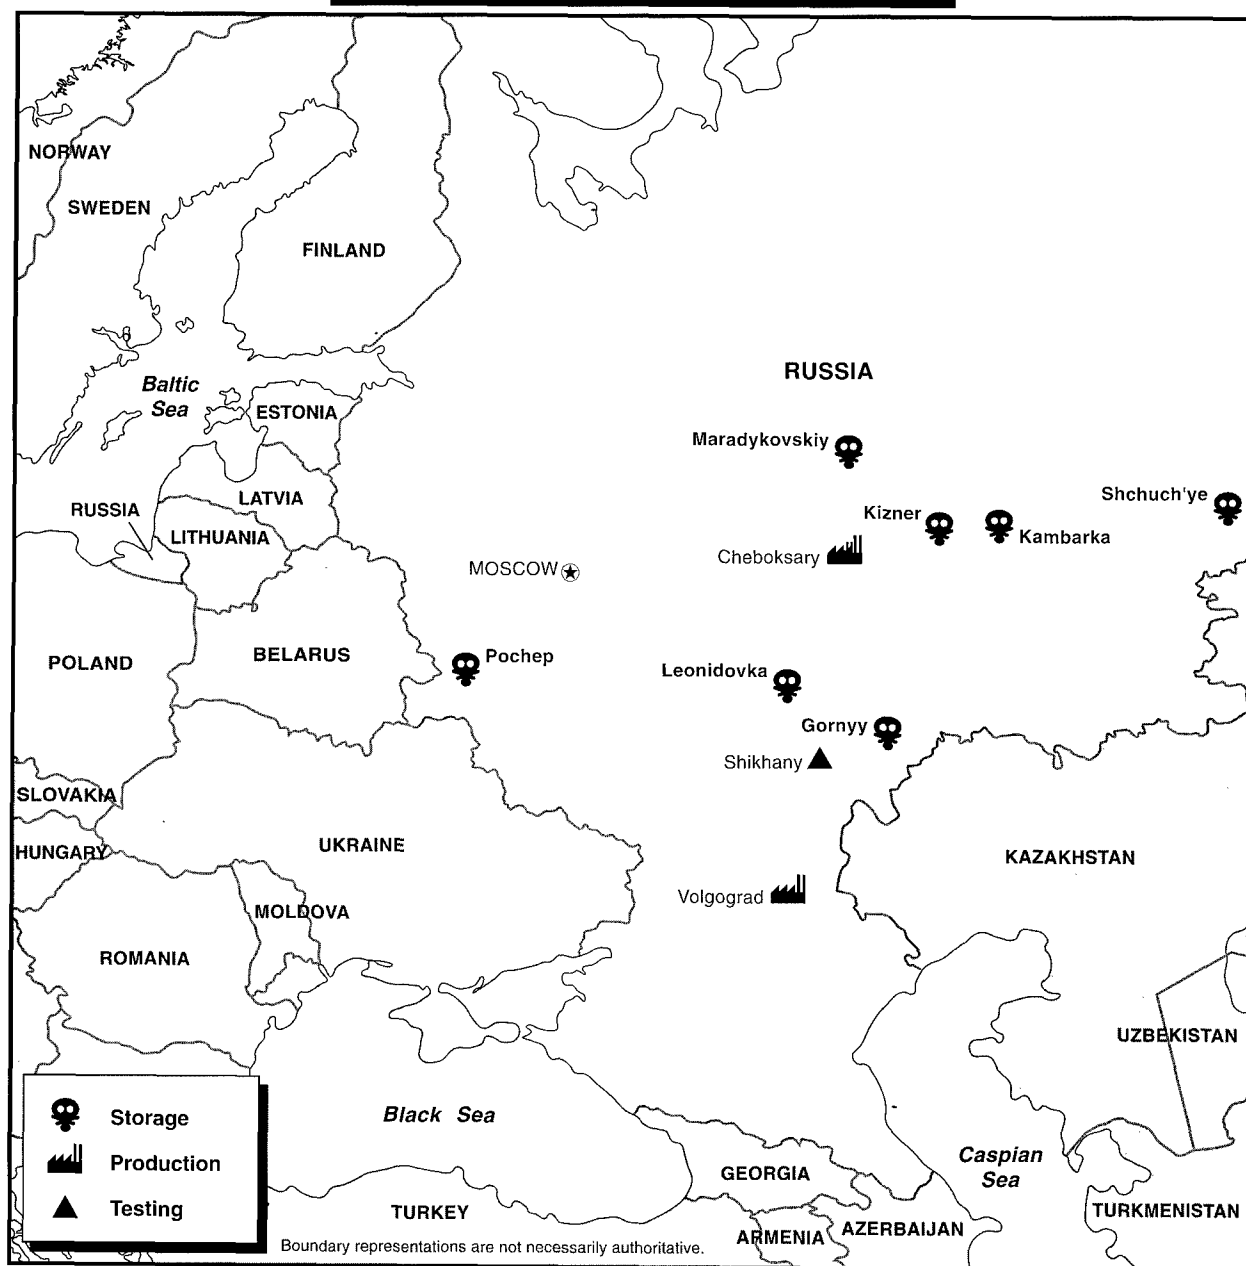 NORWAY
SWEDEN
FINLAND
RUSSIA
Baltic
Sea
ESTONIA
Maradykovskiy
Shchuch'ye
LATVIA
RUSSIA
Kizner
Kambarka
LITHUANIA
Cheboksary
MOSCOW
POLAND
BELARUS
Pochep
Leonidovka
Gornyy
Shikhany
SLOVAKIA
UKRAINE
HUNGARY
KAZAKHSTAN
Volgograd
MOLDOVA
ROMANIA
UZBEKISTAN
Storage
Black Sea
Production
Caspian
Sea
GEORGIA
Testing
TURKEY
TURKMENISTAN
ARMENIA
AZERBAIJAN
Boundary representations are not necessarily authoritative.